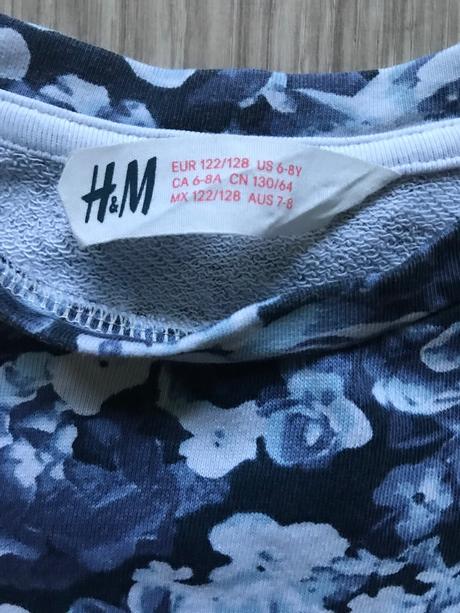 H&M
EUR 122/128 US 6-8Y
CA 6-8A CN 130/64
MX 122/128 AUS 7-8